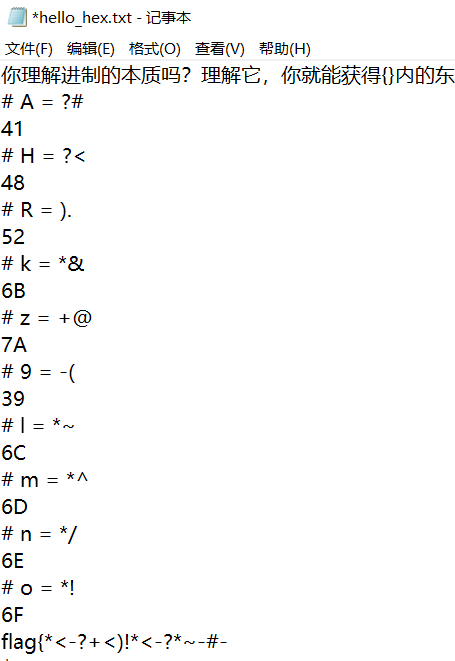 *hello_hex.txt - 记事本
文件(F) 编辑(E) 格式(O) 查看(V) 帮助(H)
你理解进制的本质吗？理解它，你就能获得{}内的东
# A = ?#
41
# H = ?<
48
# R = ).
52
# k = *&
6B
# z = +@
7A
# 9 = -(
39
# l = *~
6C
# m = *^
6D
# n = */
6E
# o = *!
6F
flag{*<-?+<)!*<-?*~-#-